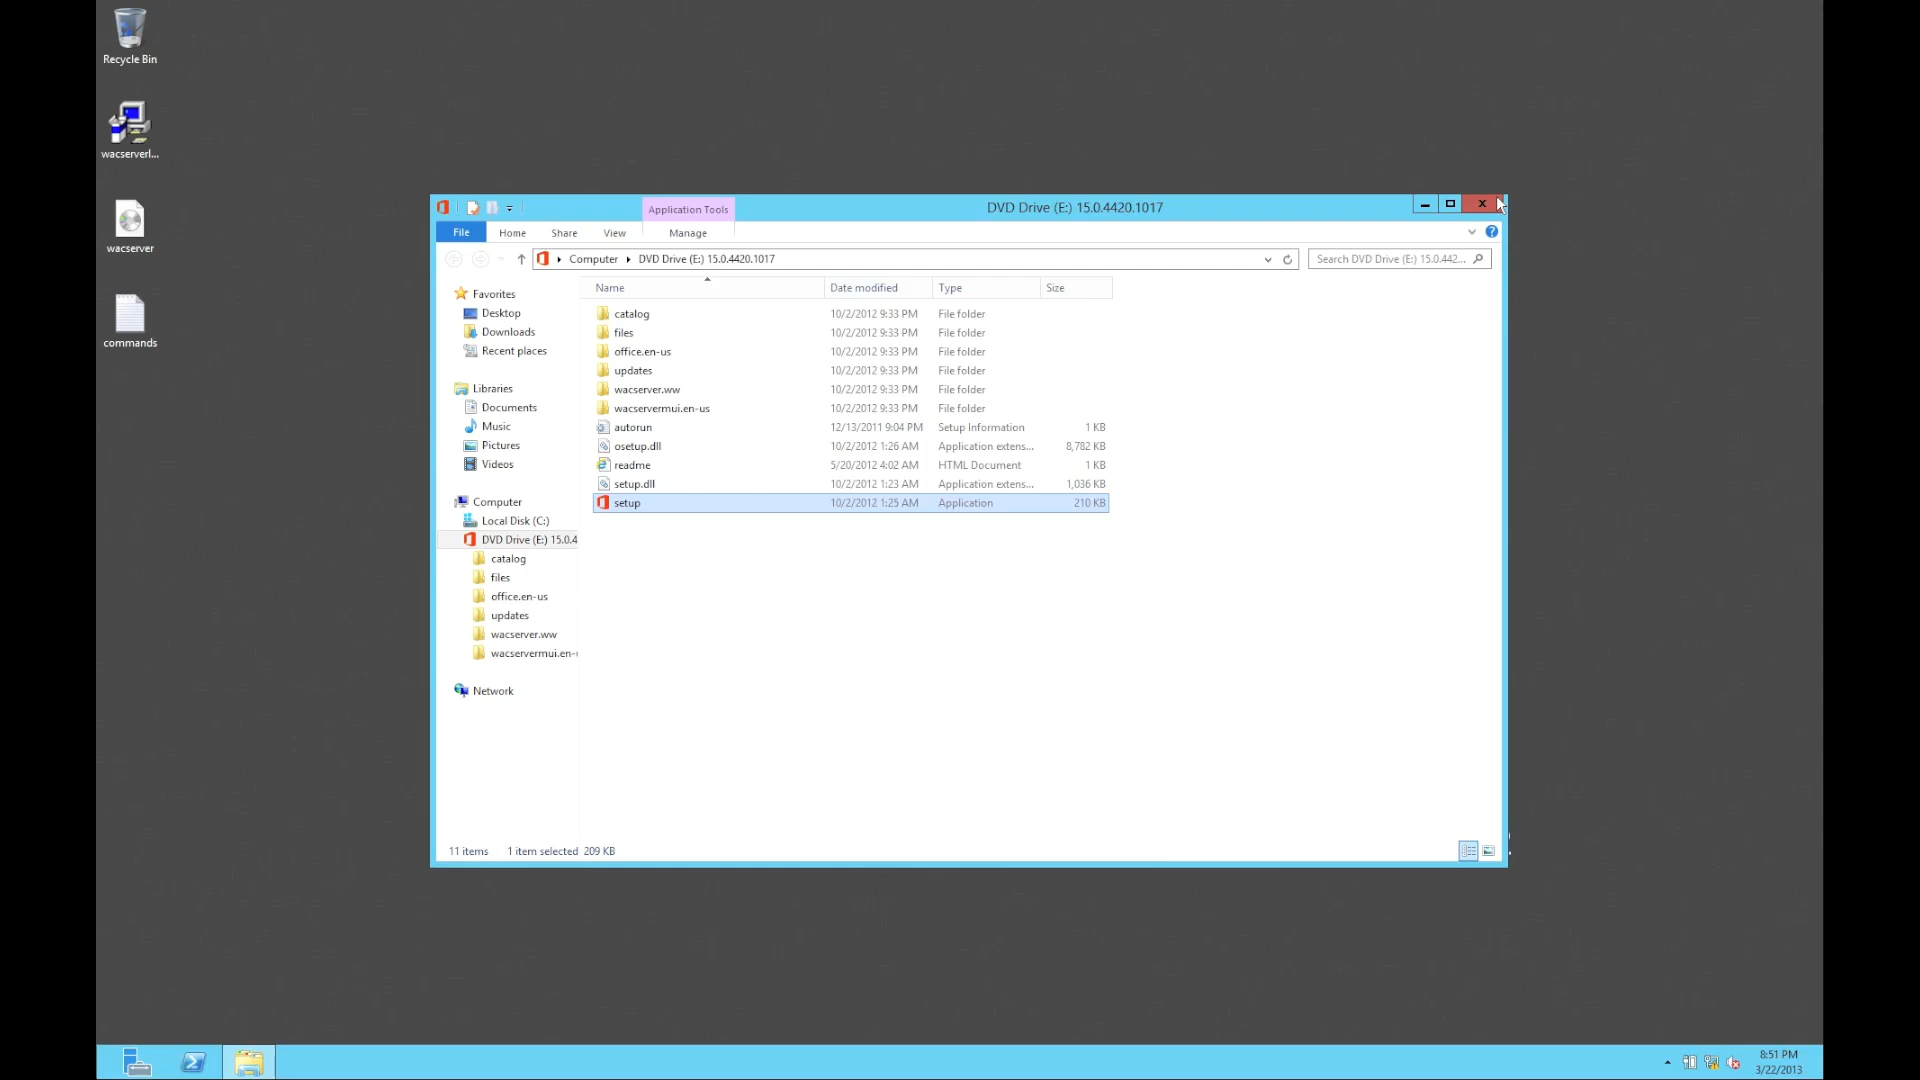 Recycle Bin
wacserverl...
wacserver
commands
Application Tools
DVD Drive (E:) 15.0.4420.1017
File Home Share View Manage
Computer DVD Drive (E:) 15.0.4420.1017
Search DVD Drive (E:) 15.0.442...
Favorites
Desktop
Downloads
Recent places
Libraries
Documents
Music
Pictures
Videos
Computer
Local Disk (C:)
DVD Drive (E:) 15.0.4
catalog
files
office.en-us
updates
wacserver.ww
wacservermui.en-
Network
Name Date modified Type Size
catalog 10/2/2012 9:33 PM File folder
files 10/2/2012 9:33 PM File folder
office.en-us 10/2/2012 9:33 PM File folder
updates 10/2/2012 9:33 PM File folder
wacserver.ww 10/2/2012 9:33 PM File folder
wacservermui.en-us 10/2/2012 9:33 PM File folder
autorun 12/13/2011 9:04 PM Setup Information 1 KB
osetup.dll 10/2/2012 1:26 AM Application extens... 8,782 KB
readme 5/20/2012 4:02 AM HTML Document 1 KB
setup.dll 10/2/2012 1:23 AM Application extens... 1,036 KB
setup 10/2/2012 1:25 AM Application 210 KB
11 items 1 item selected 209 KB
8:51 PM
3/22/2013